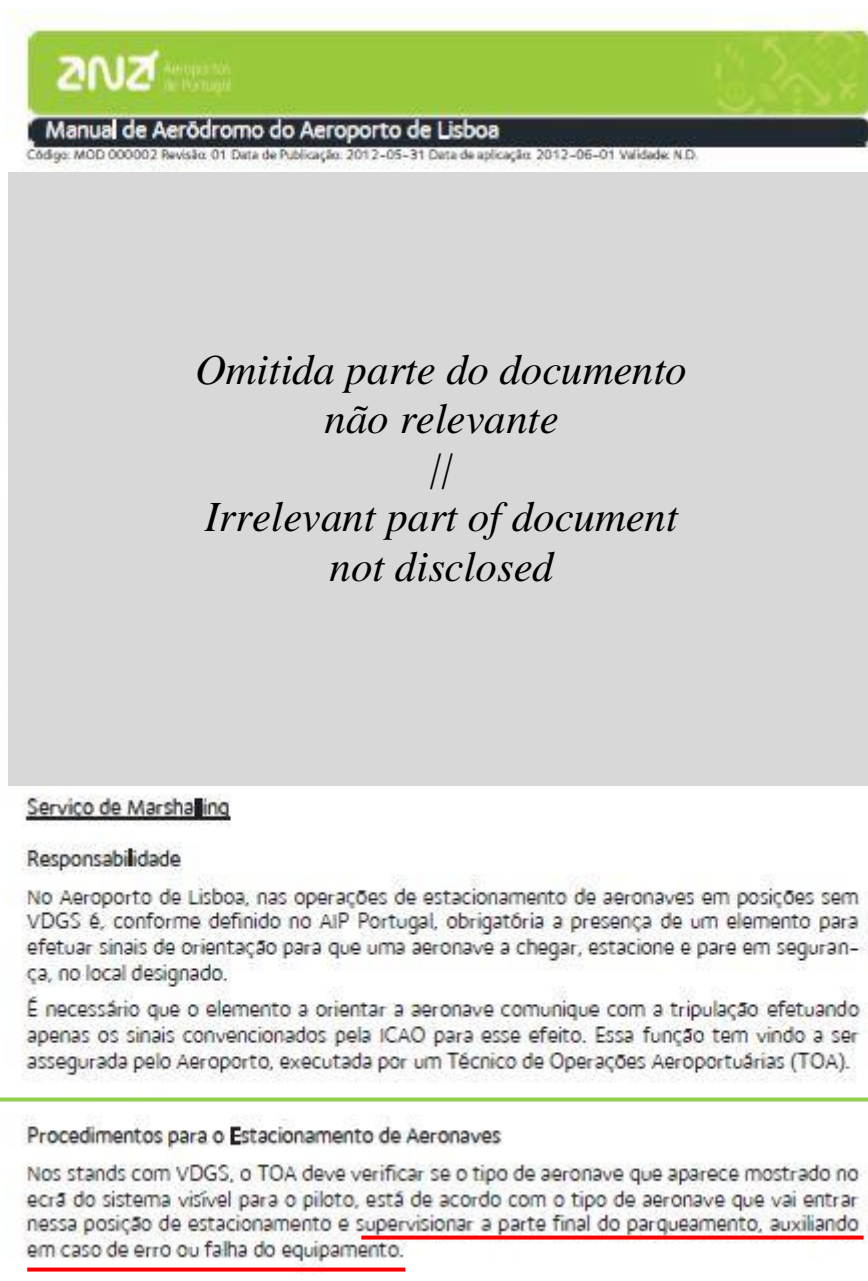 ana Aeroportos
de Portugal
Manual de Aeródromo do Aeroporto de Lisboa
Código: MOD 000002 Revisão: 01 Data de Publicação: 2012-05-31 Data de aplicação: 2012-06-01 Validade: N.D.
Omitida parte do documento
não relevante
//
Irrelevant part of document
not disclosed
Serviço de Marshalling
Responsabilidade
No Aeroporto de Lisboa, nas operações de estacionamento de aeronaves em posições sem
VDGS é, conforme definido no AIP Portugal, obrigatória a presença de um elemento para
efetuar sinais de orientação para que uma aeronave a chegar, estacione e pare em seguran-
ça, no local designado.
É necessário que o elemento a orientar a aeronave comunique com a tripulação efetuando
apenas os sinais convencionados pela ICAO para esse efeito. Essa função tem vindo a ser
assegurada pelo Aeroporto, executada por um Técnico de Operações Aeroportuárias (TOA).
Procedimentos para o Estacionamento de Aeronaves
Nos stands com VDGS, o TOA deve verificar se o tipo de aeronave que aparece mostrado no
ecrã do sistema visível para o piloto, está de acordo com o tipo de aeronave que vai entrar
nessa posição de estacionamento e supervisionar a parte final do parqueamento, auxiliando
em caso de erro ou falha do equipamento.